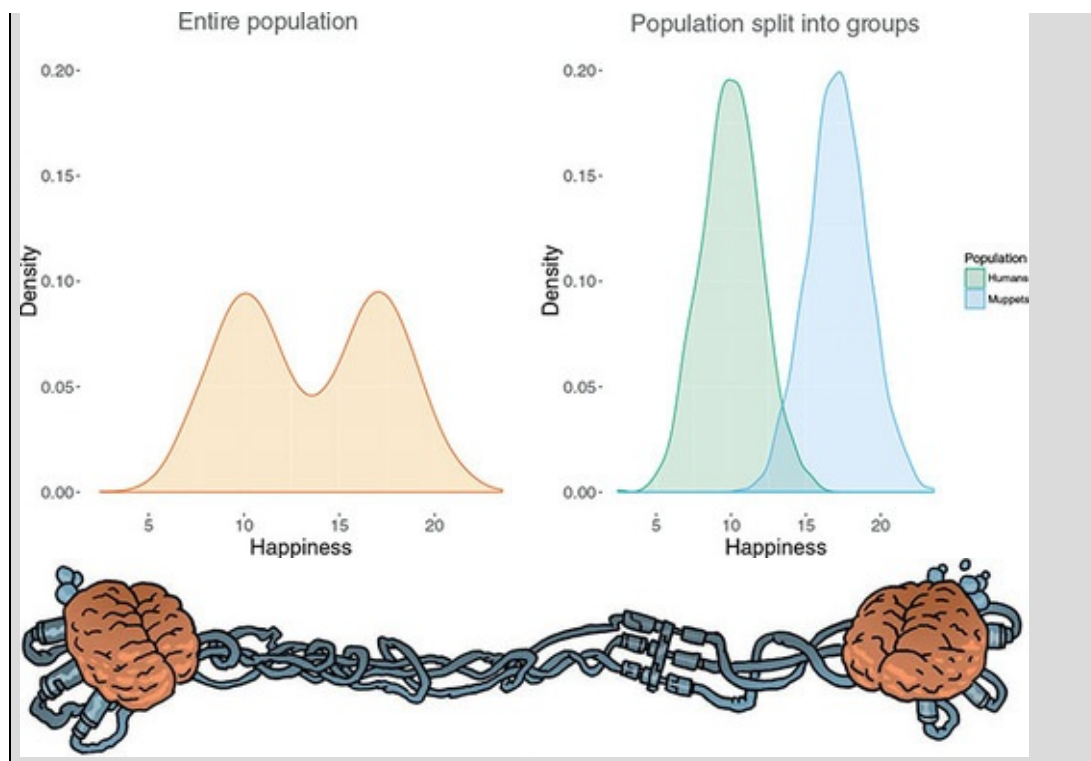 Entire population
0.20
0.15
0.10
0.05
0.00
Density
5 10 15 20
Happiness
Population split into groups
0.20
0.15
0.10
0.05
0.00
Density
5 10 15 20
Happiness
Population
Humans
Muppets